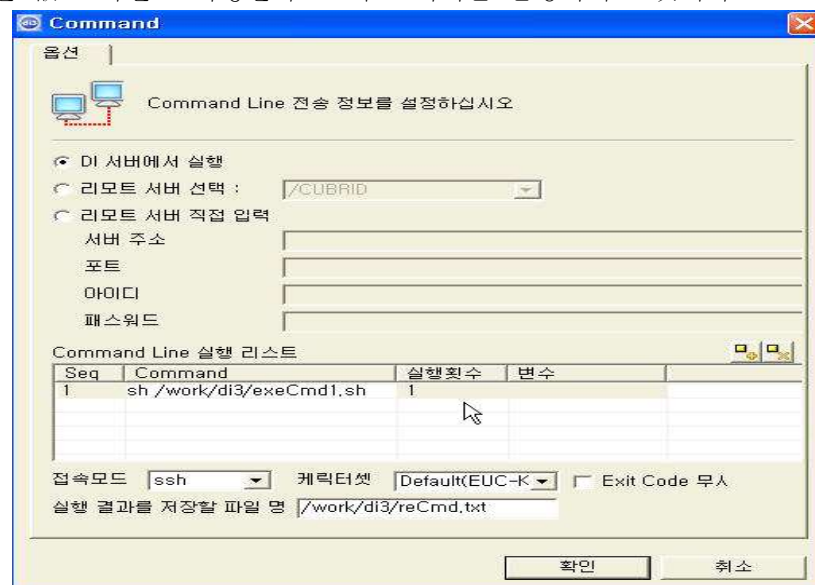 Command
옵션
Command Line 전송 정보를 설정하십시오
DI 서버에서 실행
리모트 서버 선택 : /CUBRID
리모트 서버 직접 입력
서버 주소
포트
아이디
패스워드
Command Line 실행 리스트
Seq Command 실행횟수 변수
1 sh /work/di3/exeCmd1.sh 1
접속모드 ssh 케릭터셋 Default(EUC-K Exit Code 무시
실행 결과를 저장할 파일 명 /work/di3/reCmd.txt
확인 취소